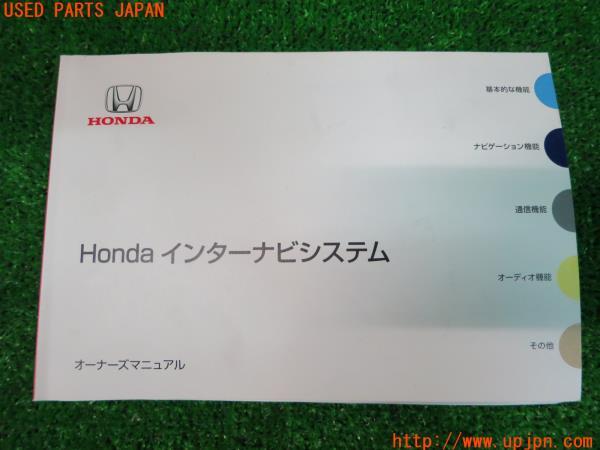 USED PARTS JAPAN
HONDA
基本的な機能
ナビゲーション機能
通信機能
Honda インターナビシステム
オーディオ機能
その他
オーナーズマニュアル
http://www.upjpn.com